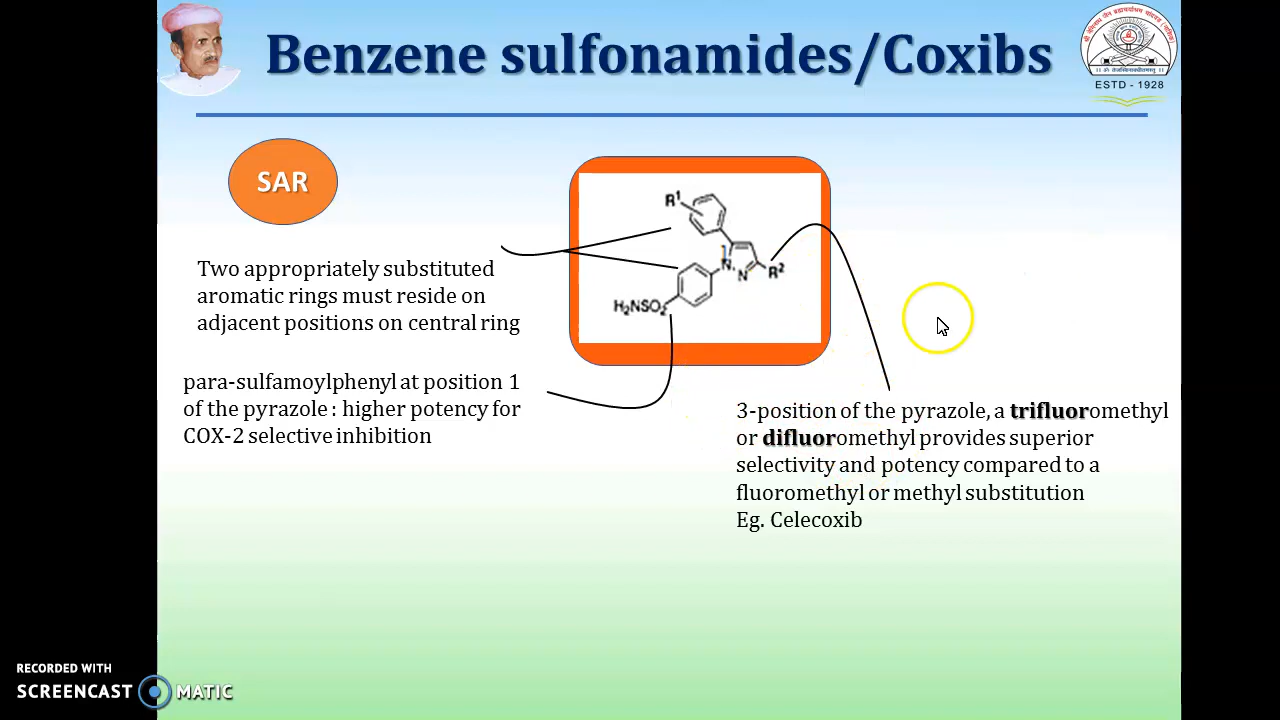 Benzene sulfonamides/Coxibs
ESTD - 1928
SAR
Two appropriately substituted
aromatic rings must reside on
adjacent positions on central ring
para-sulfamoylphenyl at position 1
of the pyrazole : higher potency for
COX-2 selective inhibition
R¹
1
N
N
R²
H₂NSO₂
3-position of the pyrazole, a trifluoromethyl
or difluoromethyl provides superior
selectivity and potency compared to a
fluoromethyl or methyl substitution
Eg. Celecoxib
RECORDED WITH
SCREENCAST MATIC